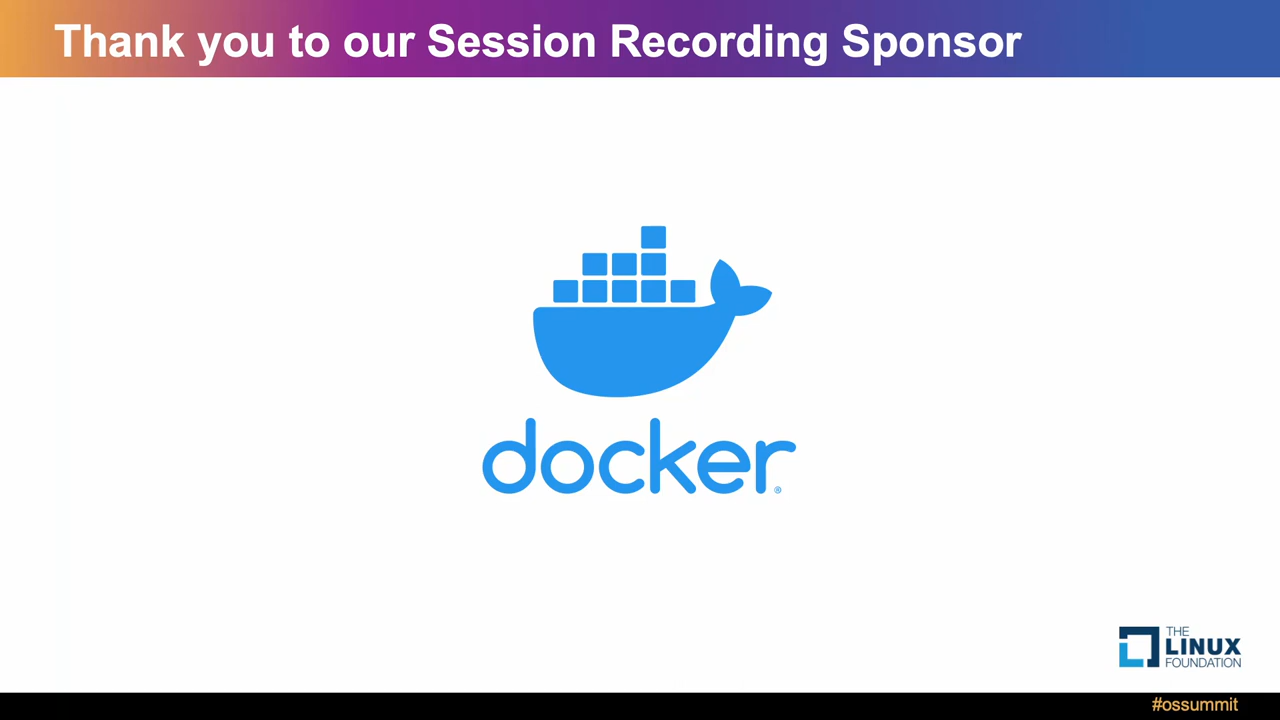 Thank you to our Session Recording Sponsor
docker®
THE
LINUX
FOUNDATION
#ossummit